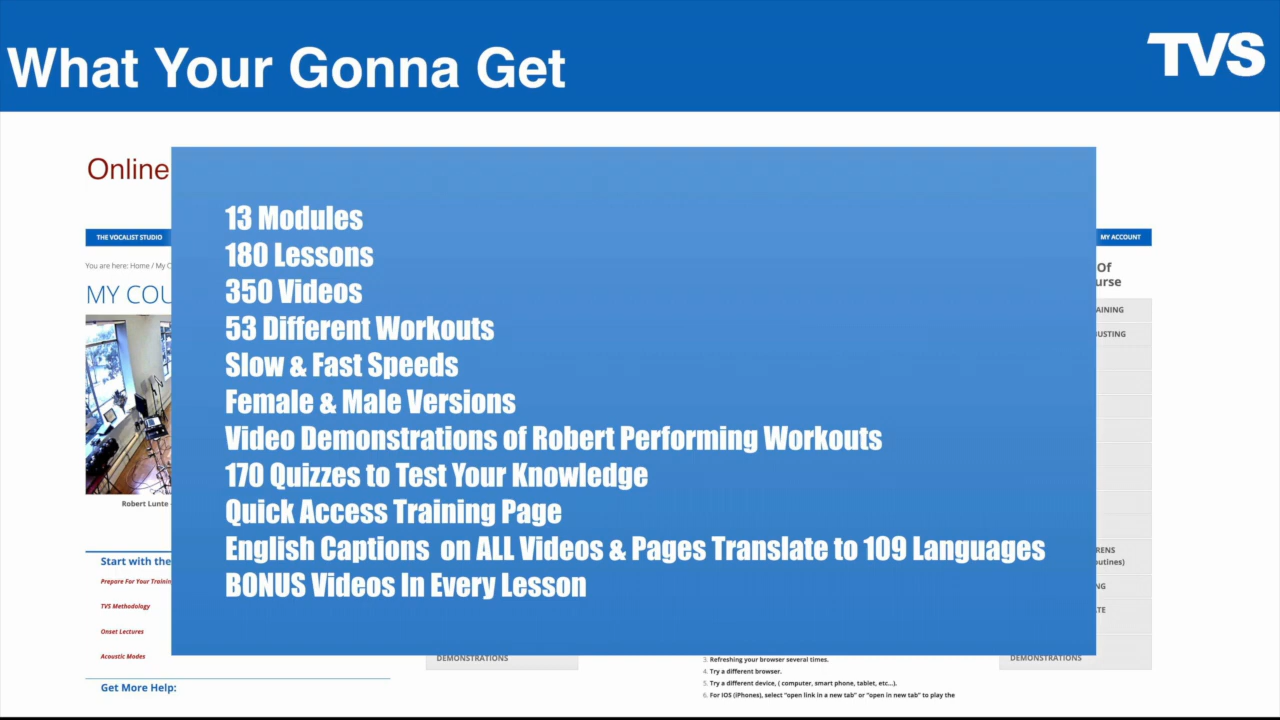 What Your Gonna Get
TVS
Online
THE VOCALIST STUDIO
MY ACCOUNT
You are here: Home / My C
Of
urse
MY COU
AINING
BUSTING
13 Modules
180 Lessons
350 Videos
53 Different Workouts
Slow & Fast Speeds
Female & Male Versions
Video Demonstrations of Robert Performing Workouts
170 Quizzes to Test Your Knowledge
Quick Access Training Page
English Captions on ALL Videos & Pages Translate to 109 Languages
BONUS Videos In Every Lesson
Robert Lunte
Start with the
Prepare For Your Trainin
TVS Methodology
Onset Lectures
Acoustic Modes
Get More Help:
RENS
outines)
NG
TE
DEMONSTRATIONS
3. Refreshing your browser several times.
4. Try a different browser.
5. Try a different device, ( computer, smart phone, tablet, etc...).
6. For IOS (iPhones), select "open link in a new tab" or "open in new tab" to play the
DEMONSTRATIONS